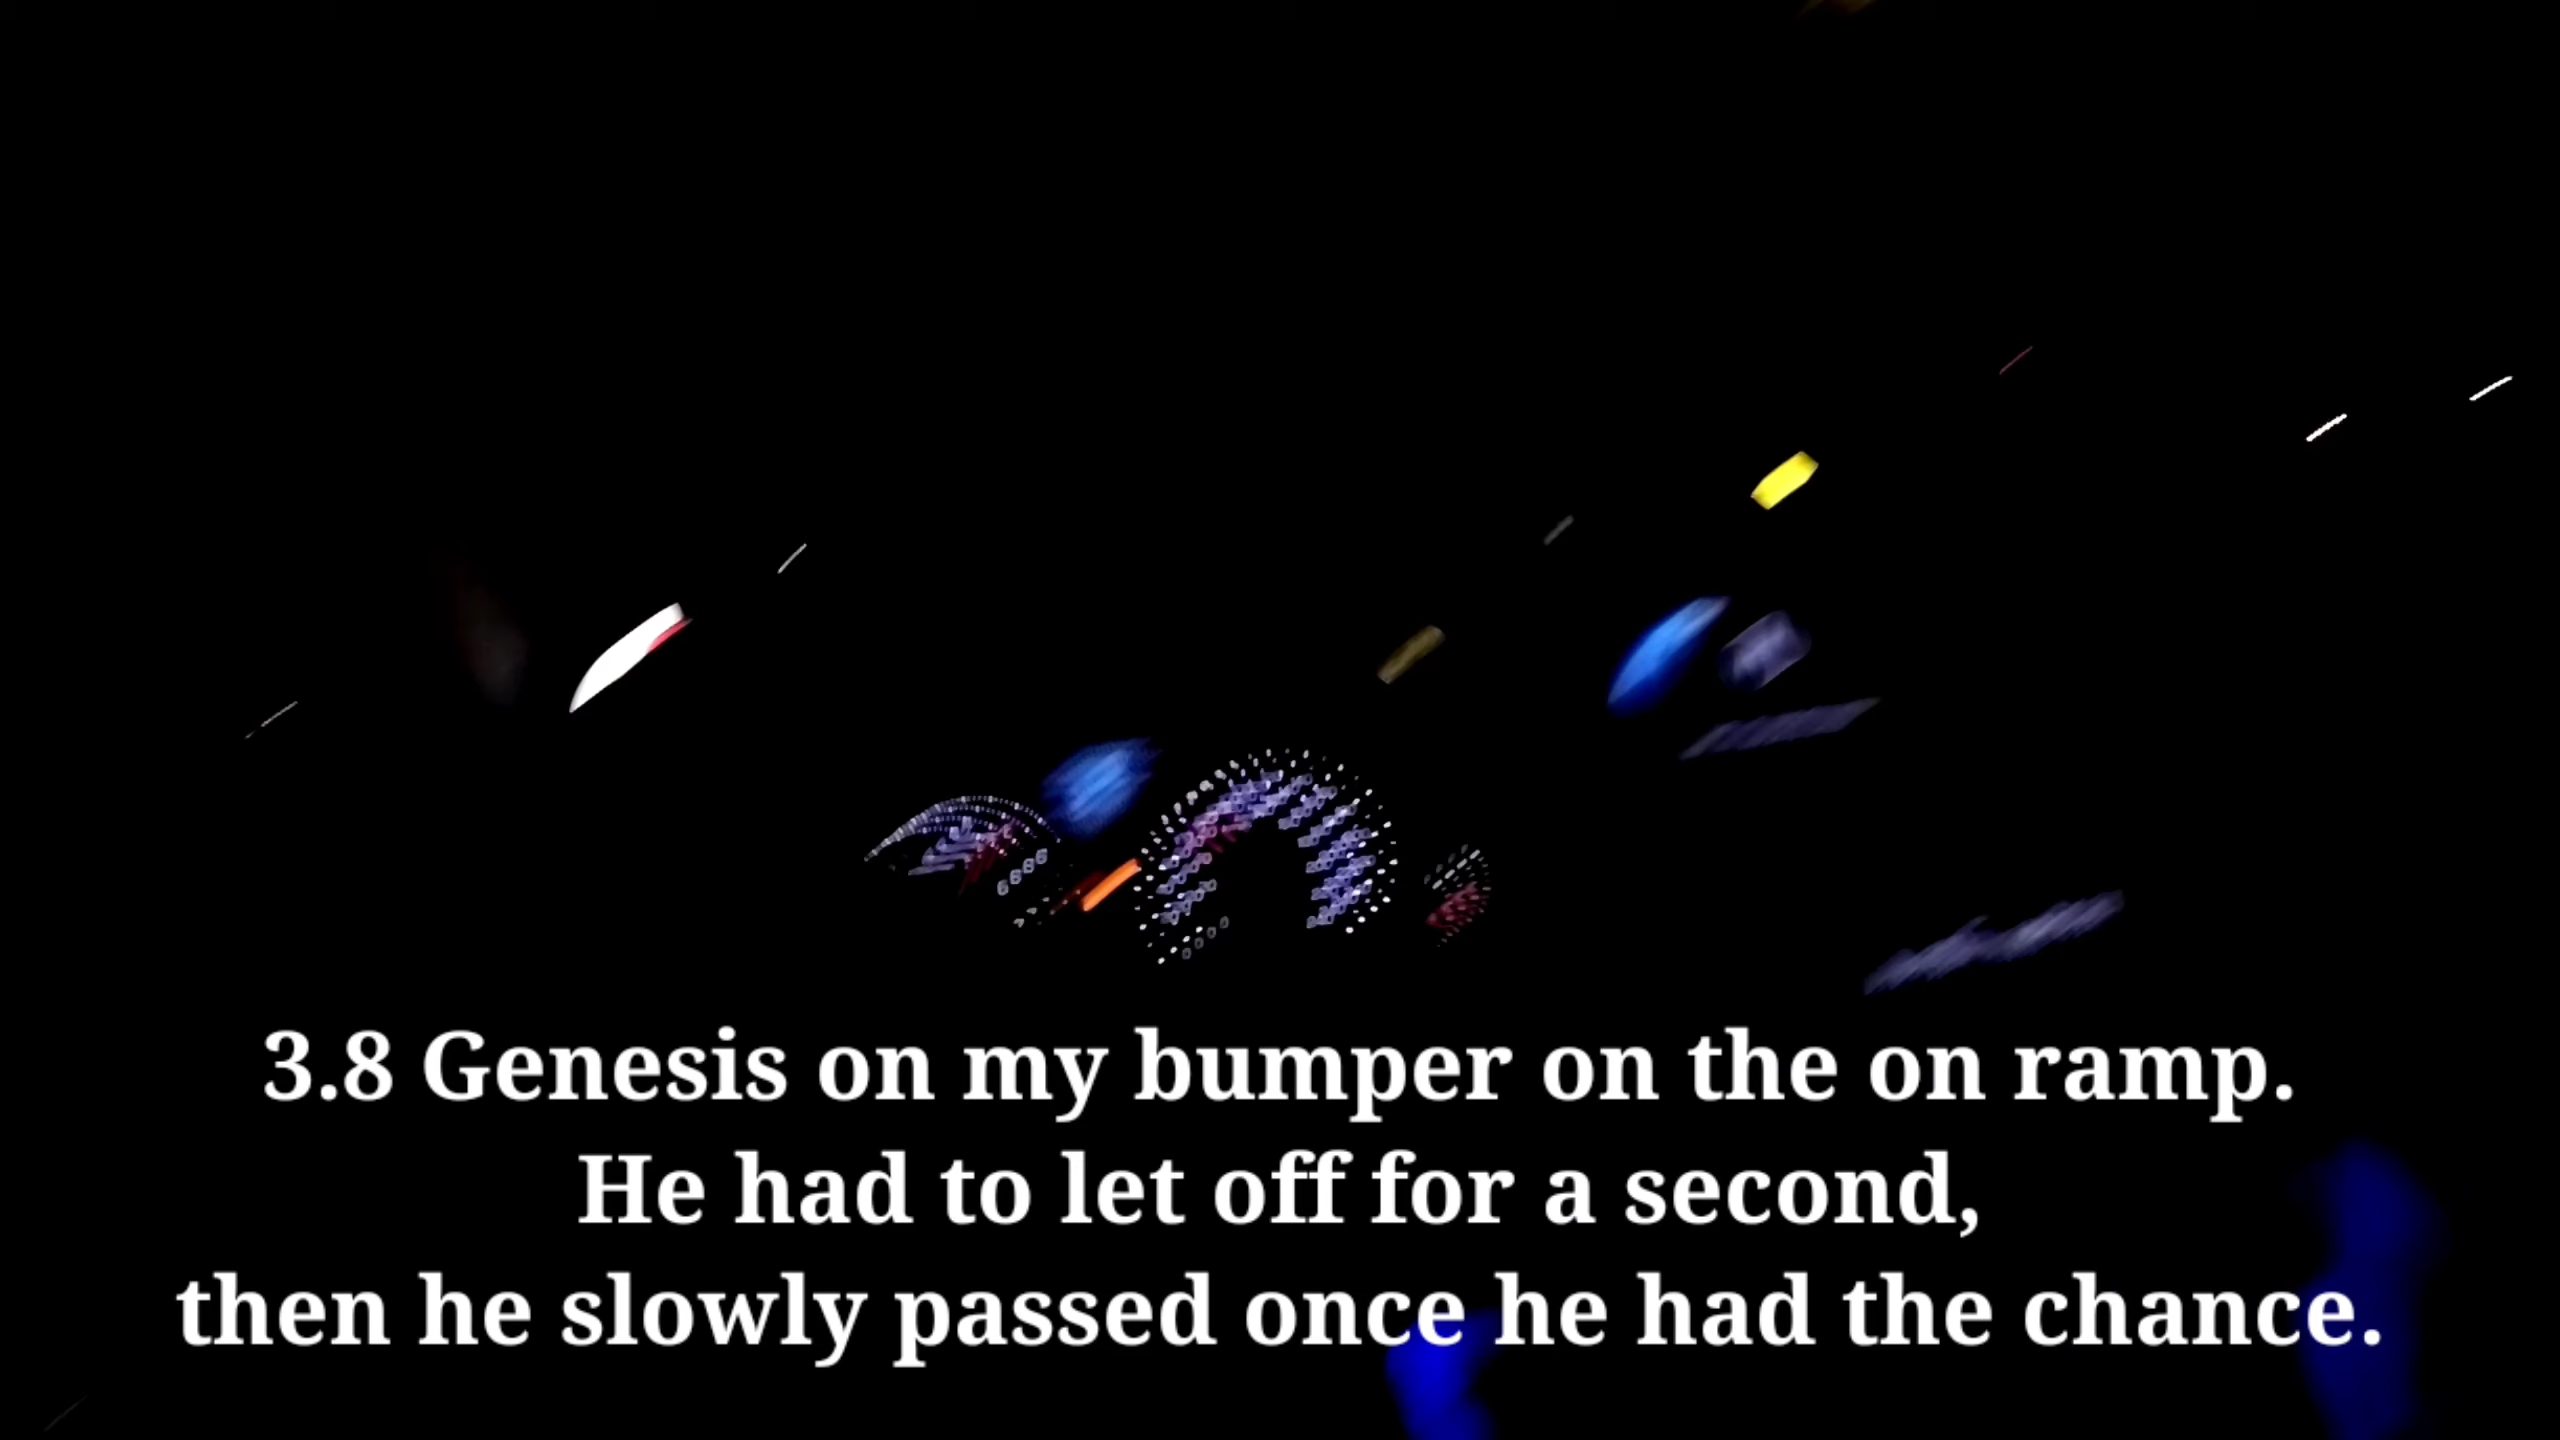 3.8 Genesis on my bumper on the on ramp.
He had to let off for a second,
then he slowly passed once he had the chance.